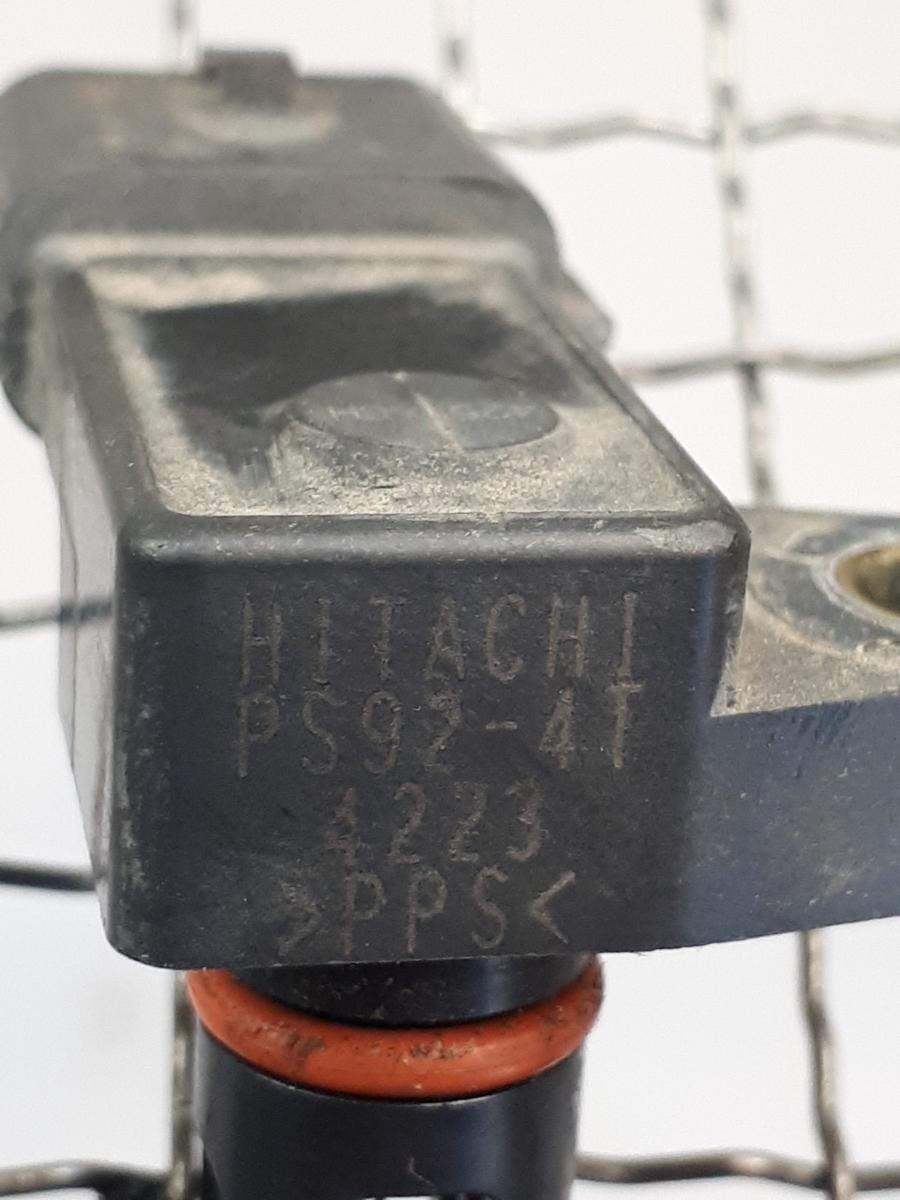 HITACHI
PS92-4T
4223
>PPS<